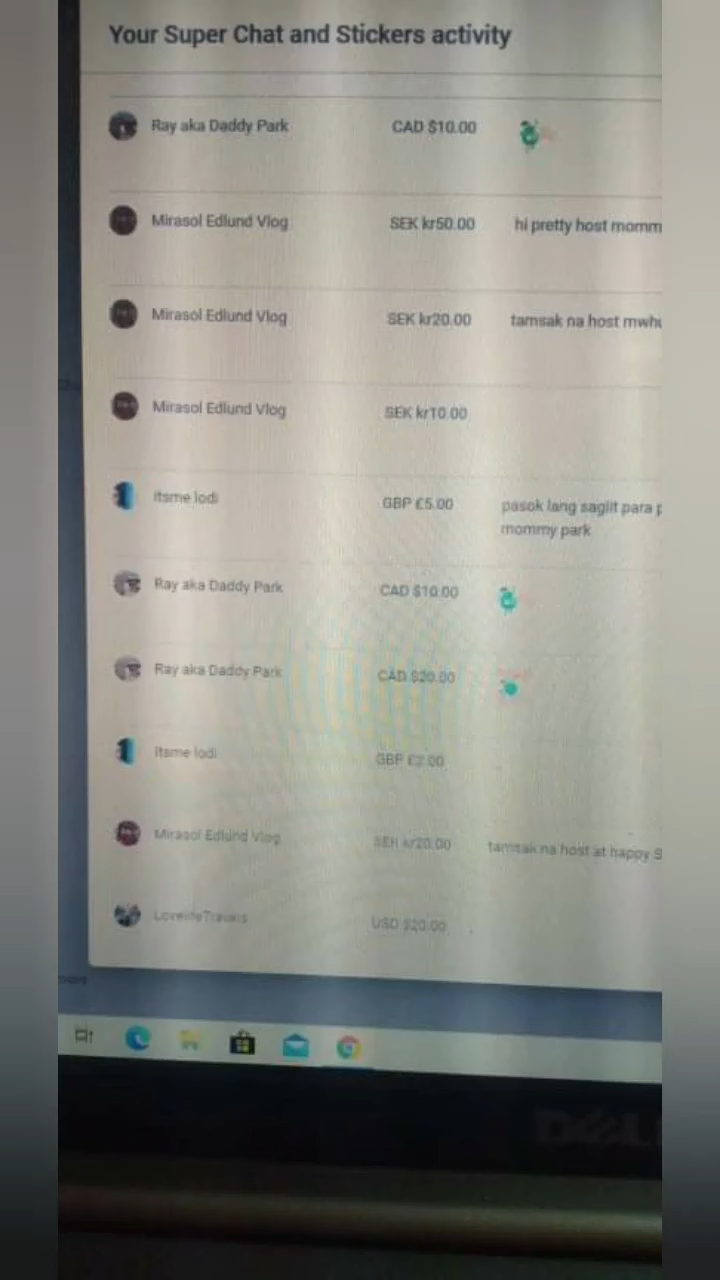 Your Super Chat and Stickers activity
Ray aka Daddy Park CAD $10.00
Mirasol Edlund Vlog SEK kr50.00 hi pretty host momm
Mirasol Edlund Vlog SEK kr20.00 tamsak na host mwhu
Mirasol Edlund Vlog SEK kr10.00
itsme lodi GBP £5.00 pasok lang saglit para p
mommy park
Ray aka Daddy Park CAD $10.00
Ray aka Daddy Park CAD $20.00
itsme lodi GBP £2.00
Mirasol Edlund Vlog SEK kr20.00 tamsak na host at happy S
USD $20.00
DELL